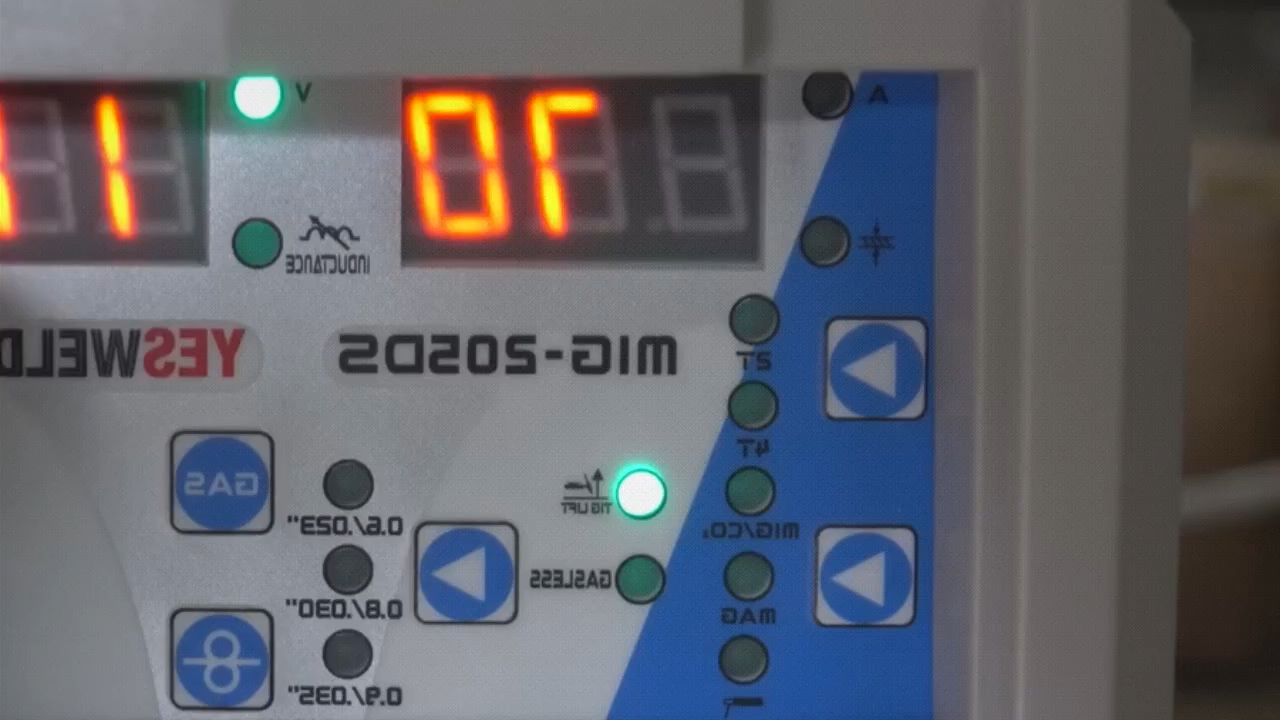 A
70
V
INDUCTANCE
MIG-205DS
YESWELD
2T
4T
MIG/CO₂
MAG
TIG LIFT
GASLESS
GAS
0.6/.023"
0.8/.030"
0.9/.035"